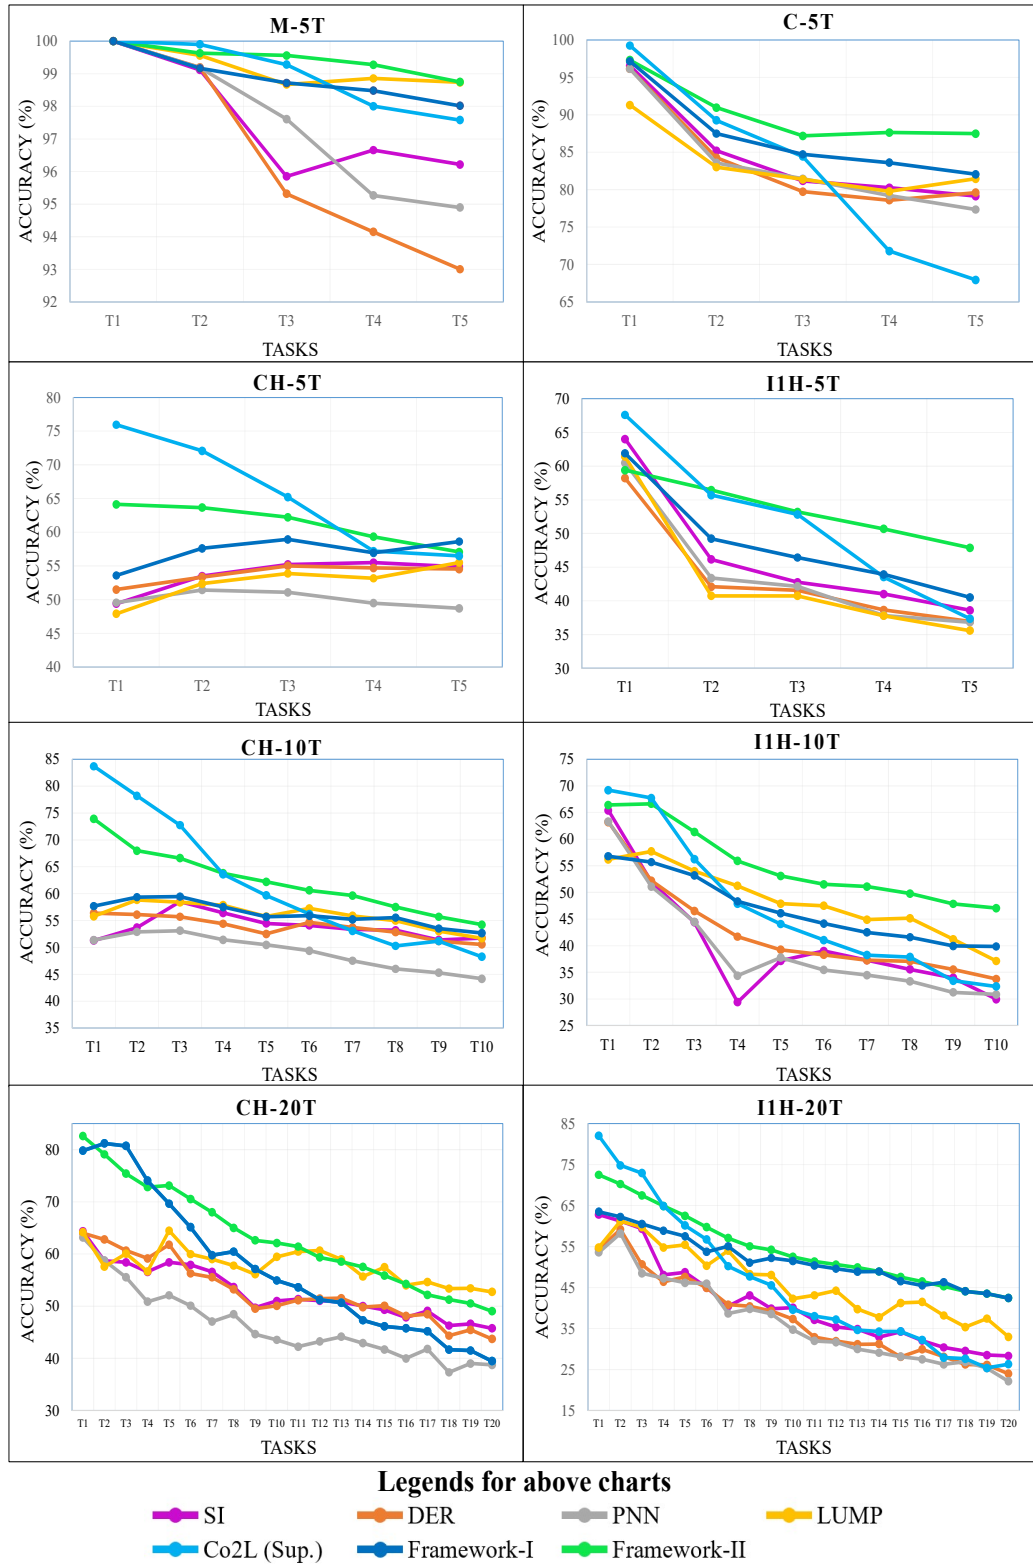 M-5T
ACCURACY (%)
100
99
98
97
96
95
94
93
92
T1 T2 T3 T4 T5
TASKS
C-5T
ACCURACY (%)
100
95
90
85
80
75
70
65
T1 T2 T3 T4 T5
TASKS
CH-5T
ACCURACY (%)
80
75
70
65
60
55
50
45
40
T1 T2 T3 T4 T5
TASKS
I1H-5T
ACCURACY (%)
70
65
60
55
50
45
40
35
30
T1 T2 T3 T4 T5
TASKS
CH-10T
ACCURACY (%)
85
80
75
70
65
60
55
50
45
40
35
T1 T2 T3 T4 T5 T6 T7 T8 T9 T10
TASKS
I1H-10T
ACCURACY (%)
75
70
65
60
55
50
45
40
35
30
25
T1 T2 T3 T4 T5 T6 T7 T8 T9 T10
TASKS
CH-20T
ACCURACY (%)
80
70
60
50
40
30
T1 T2 T3 T4 T5 T6 T7 T8 T9 T10 T11 T12 T13 T14 T15 T16 T17 T18 T19 T20
TASKS
I1H-20T
ACCURACY (%)
85
75
65
55
45
35
25
15
T1 T2 T3 T4 T5 T6 T7 T8 T9 T10 T11 T12 T13 T14 T15 T16 T17 T18 T19 T20
TASKS
Legends for above charts
SI DER PNN LUMP
Co2L (Sup.) Framework-I Framework-II